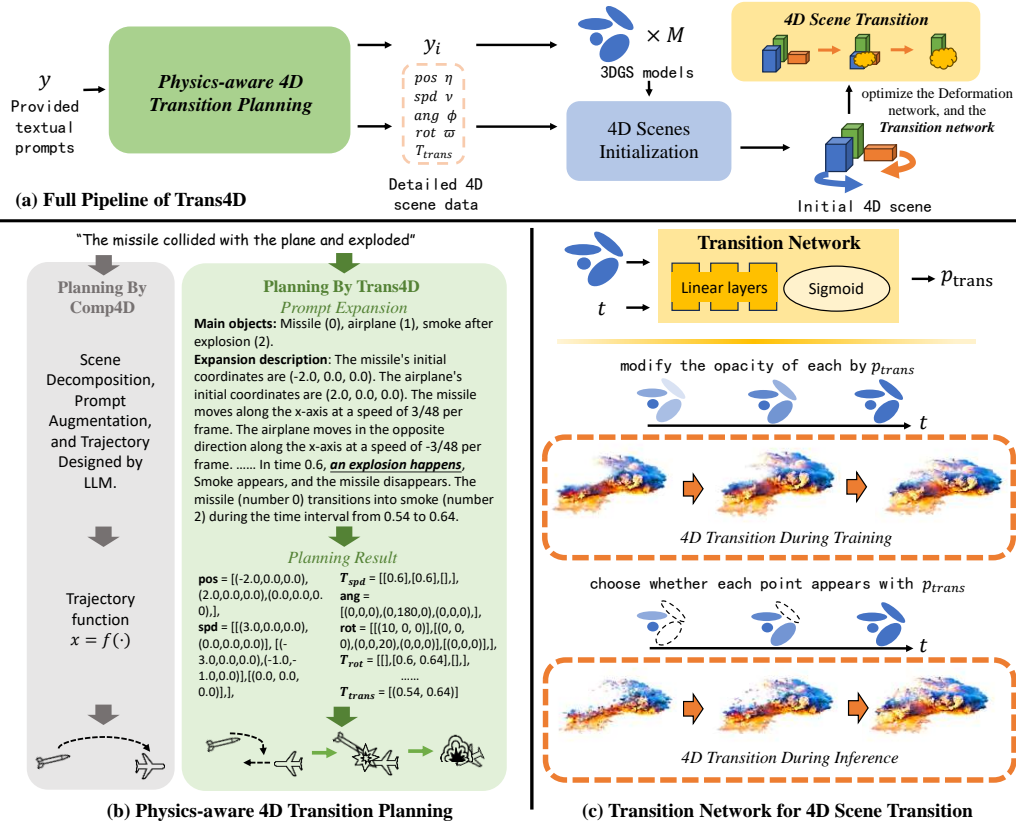 y
Provided
textual
prompts
Physics-aware 4D
Transition Planning
y_i
pos η
spd ν
ang ϕ
rot ϖ
T_trans
Detailed 4D
scene data
× M
3DGS models
4D Scenes
Initialization
4D Scene Transition
optimize the Deformation
network, and the
Transition network
Initial 4D scene
(a) Full Pipeline of Trans4D
“The missile collided with the plane and exploded”
Planning By
Comp4D
Scene
Decomposition,
Prompt
Augmentation,
and Trajectory
Designed by
LLM.
Trajectory
function
x = f(·)
Planning By Trans4D
Prompt Expansion
Main objects: Missile (0), airplane (1), smoke after
explosion (2).
Expansion description: The missile's initial
coordinates are (-2.0, 0.0, 0.0). The airplane's
initial coordinates are (2.0, 0.0, 0.0). The missile
moves along the x-axis at a speed of 3/48 per
frame. The airplane moves in the opposite
direction along the x-axis at a speed of -3/48 per
frame. …… In time 0.6, an explosion happens,
Smoke appears, and the missile disappears. The
missile (number 0) transitions into smoke (number
2) during the time interval from 0.54 to 0.64.
Planning Result
pos = [(-2.0,0.0,0.0),
(2.0,0.0,0.0),(0.0,0.0,0.
0),],
spd = [[(3.0,0.0,0.0),
(0.0,0.0,0.0)], [(-
3.0,0.0,0.0),(-1.0,-
1.0,0.0)],[(0.0, 0.0,
0.0)],],
T_spd = [[0.6],[0.6],[],],
ang =
[(0,0,0),(0,180,0),(0,0,0),],
rot = [[(10, 0, 0)],[(0, 0,
0),(0,0,20),(0,0,0)],[(0,0,0)],],
T_rot = [[],[0.6, 0.64],[],],
……
T_trans = [(0.54, 0.64)]
(b) Physics-aware 4D Transition Planning
Transition Network
t
Linear layers
Sigmoid
p_trans
modify the opacity of each by p_trans
t
4D Transition During Training
choose whether each point appears with p_trans
t
4D Transition During Inference
(c) Transition Network for 4D Scene Transition